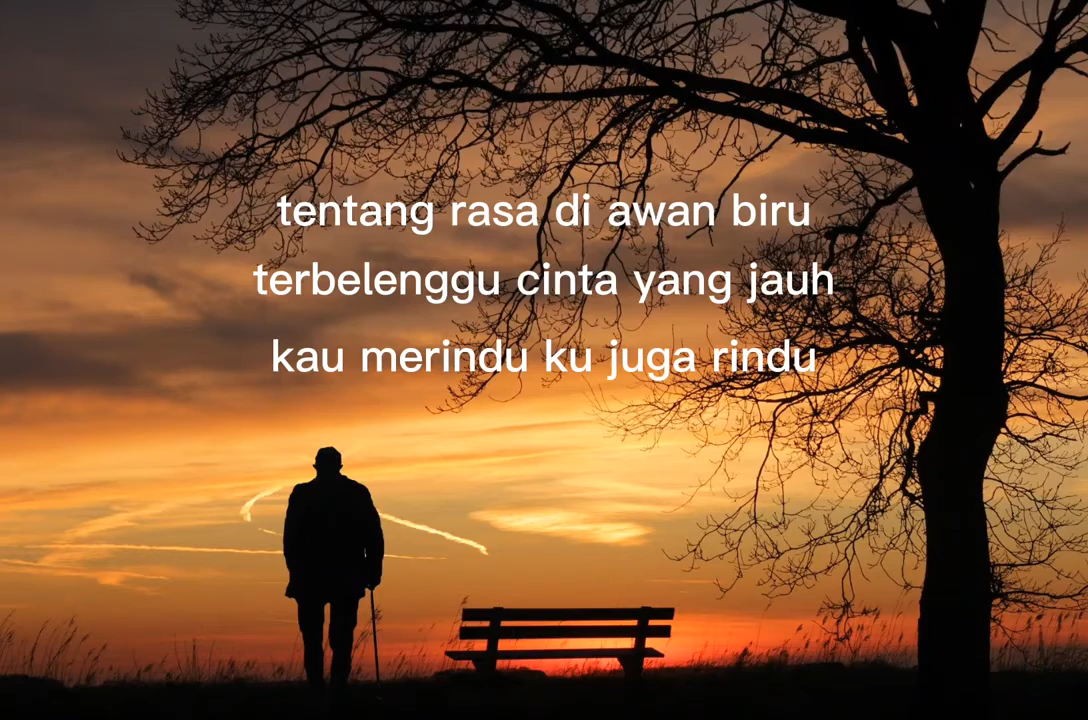 tentang rasa di awan biru
terbelenggu cinta yang jauh
kau merindu ku juga rindu